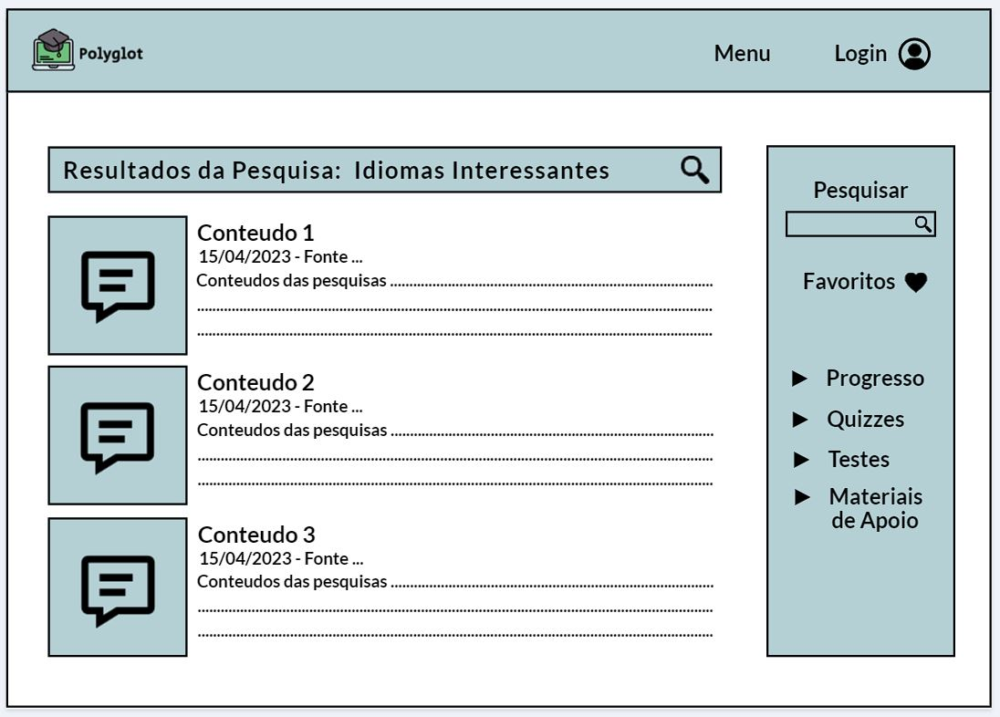 Polyglot
Menu
Login
Resultados da Pesquisa: Idiomas Interessantes
Conteudo 1
15/04/2023 - Fonte ...
Conteudos das pesquisas ....................................................................................
....................................................................................................................................
....................................................................................................................................
Conteudo 2
15/04/2023 - Fonte ...
Conteudos das pesquisas ....................................................................................
....................................................................................................................................
....................................................................................................................................
Conteudo 3
15/04/2023 - Fonte ...
Conteudos das pesquisas ....................................................................................
....................................................................................................................................
....................................................................................................................................
Pesquisar
Favoritos
Progresso
Quizzes
Testes
Materiais
de Apoio